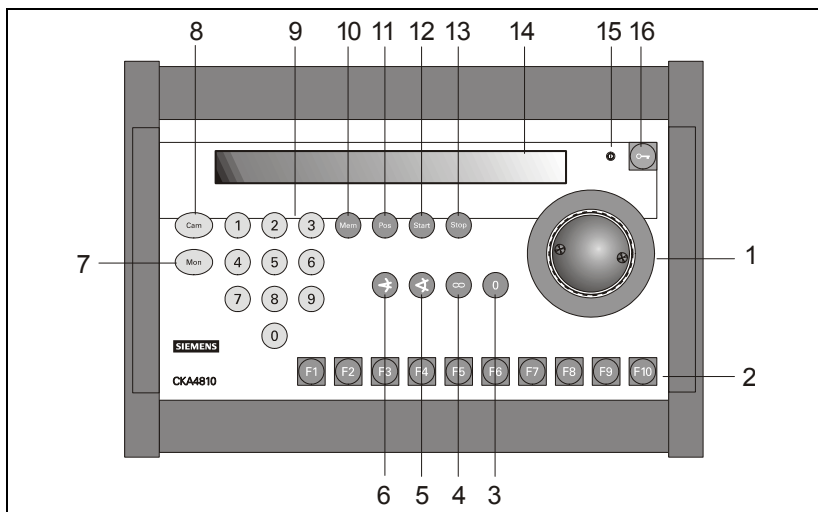 8 9 10 11 12 13 14 15 16
Cam 1 2 3 Mem Pos Start Stop
1
7 Mon 4 5 6
7 8 9 ∞ 0
0
SIEMENS
CKA4810
F1 F2 F3 F4 F5 F6 F7 F8 F9 F10 2
6 5 4 3